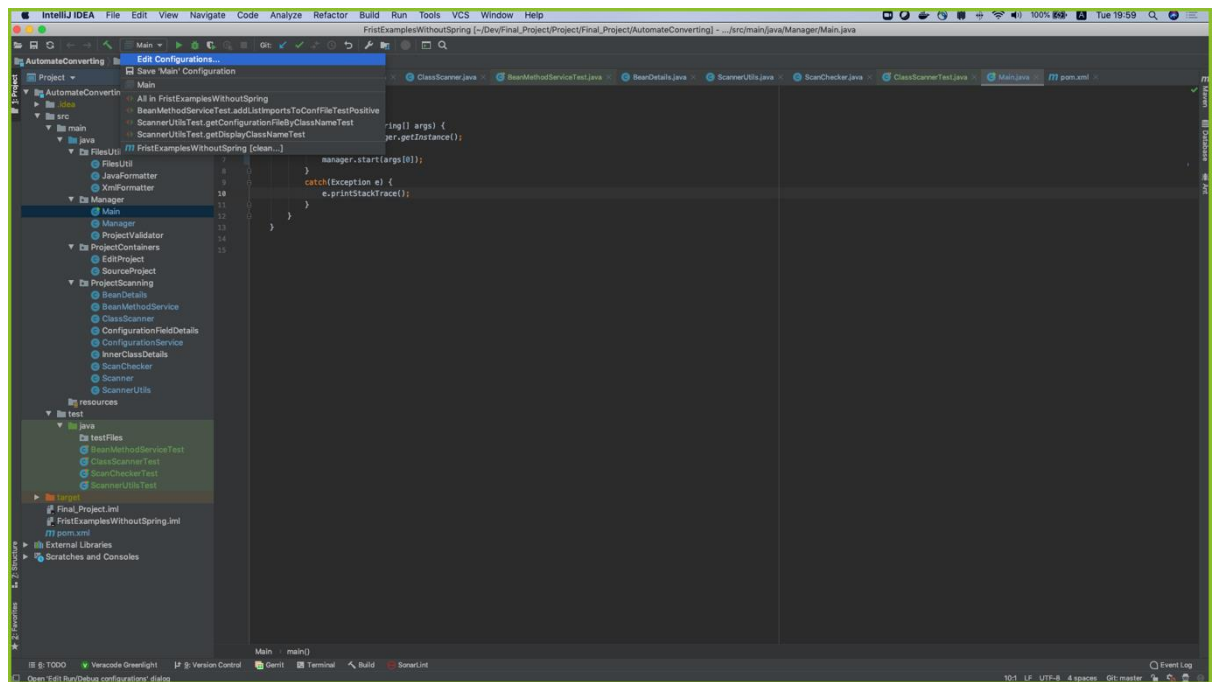 IntelliJ IDEA File Edit View Navigate Code Analyze Refactor Build Run Tools VCS Window Help 100% Tue 19:59
FristExamplesWithoutSpring [~/Dev/Final_Project/Project/Final_Project/AutomateConverting] - .../src/main/java/Manager/Main.java
Main Git:
AutomateConverting
Edit Configurations...
Save 'Main' Configuration
Main
All in FristExamplesWithoutSpring
BeanMethodServiceTest.addListImportsToConfFileTestPositive
ScannerUtilsTest.getConfigurationFileByClassNameTest
ScannerUtilsTest.getDisplayClassNameTest
FristExamplesWithoutSpring [clean...]
ClassScanner.java BeanMethodServiceTest.java BeanDetails.java ScannerUtils.java ScanChecker.java ClassScannerTest.java Main.java pom.xml
1: Project
Project
AutomateConvertin
.idea
src
main
java
FilesUtil
FilesUtil
JavaFormatter
XmlFormatter
Manager
Main
Manager
ProjectValidator
ProjectContainers
EditProject
SourceProject
ProjectScanning
BeanDetails
BeanMethodService
ClassScanner
ConfigurationFieldDetails
ConfigurationService
InnerClassDetails
ScanChecker
Scanner
ScannerUtils
resources
test
java
testFiles
BeanMethodServiceTest
ClassScannerTest
ScanCheckerTest
ScannerUtilsTest
target
Final_Project.iml
FristExamplesWithoutSpring.iml
pom.xml
External Libraries
Scratches and Consoles
ring[] args) {
ger.getInstance();
7 manager.start(args[0]);
8 }
9 catch(Exception e) {
10 e.printStackTrace();
11 }
12 }
13 }
14
15
Maven
Database
Ant
7: Structure
2: Favorites
Main main()
6: TODO Veracode Greenlight 9: Version Control Gerrit Terminal Build SonarLint Event Log
Open 'Edit Run/Debug configurations' dialog 10:1 LF UTF-8 4 spaces Git: master